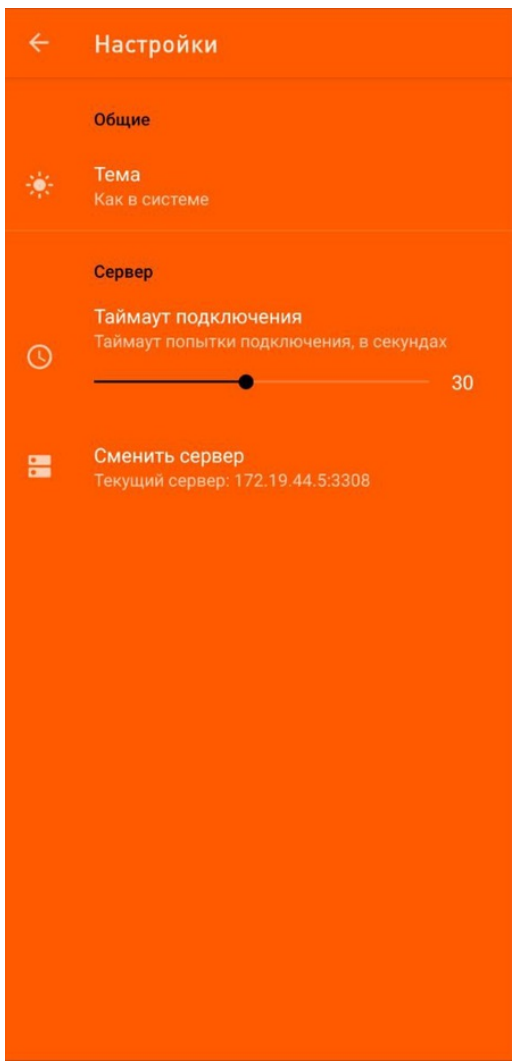 Настройки
Общие
Тема
Как в системе
Сервер
Таймаут подключения
Таймаут попытки подключения, в секундах
30
Сменить сервер
Текущий сервер: 172.19.44.5:3308